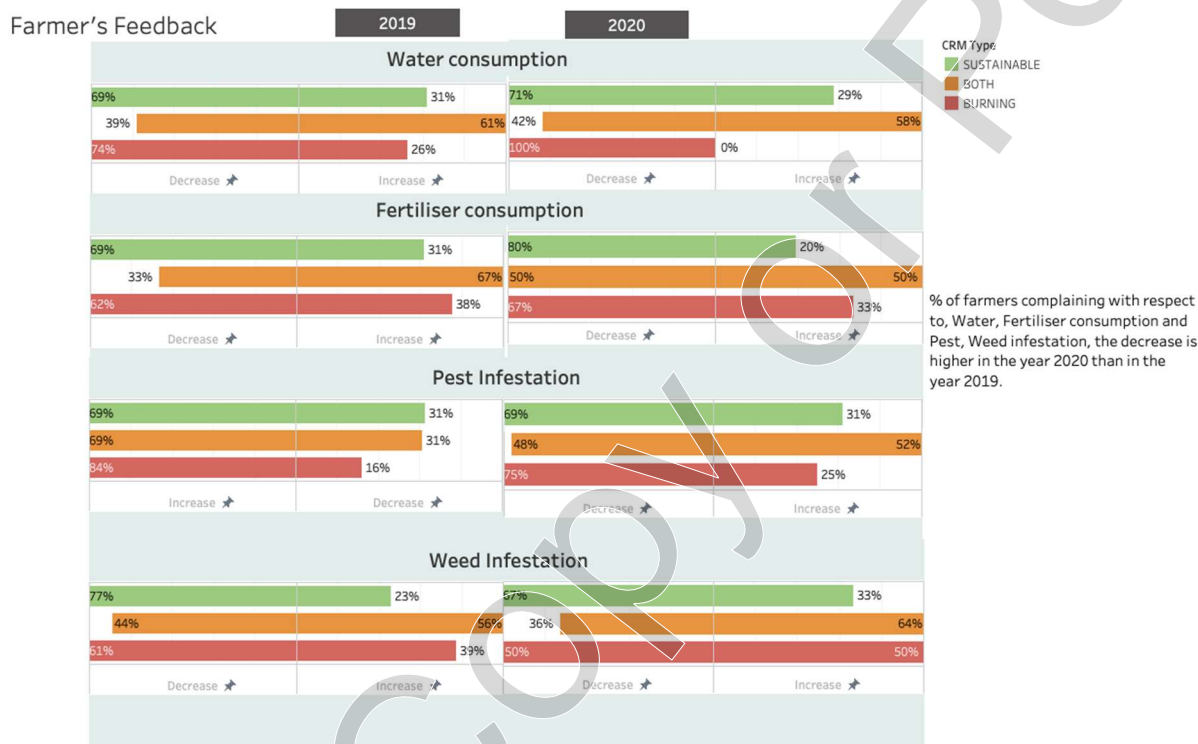 Farmer's Feedback
2019
2020
CRM Type
SUSTAINABLE
BOTH
BURNING
Water consumption
69% 31% 71% 29%
39% 61% 42% 58%
74% 26% 100% 0%
Decrease Increase Decrease Increase
Fertiliser consumption
69% 31% 80% 20%
33% 67% 50% 50%
62% 38% 67% 33%
Decrease Increase Decrease Increase
% of farmers complaining with respect
to, Water, Fertiliser consumption and
Pest, Weed infestation, the decrease is
higher in the year 2020 than in the
year 2019.
Pest Infestation
69% 31% 69% 31%
69% 31% 48% 52%
84% 16% 75% 25%
Increase Decrease Decrease Increase
Weed Infestation
77% 23% 67% 33%
44% 56% 36% 64%
61% 39% 50% 50%
Decrease Increase Decrease Increase
Copy or Po